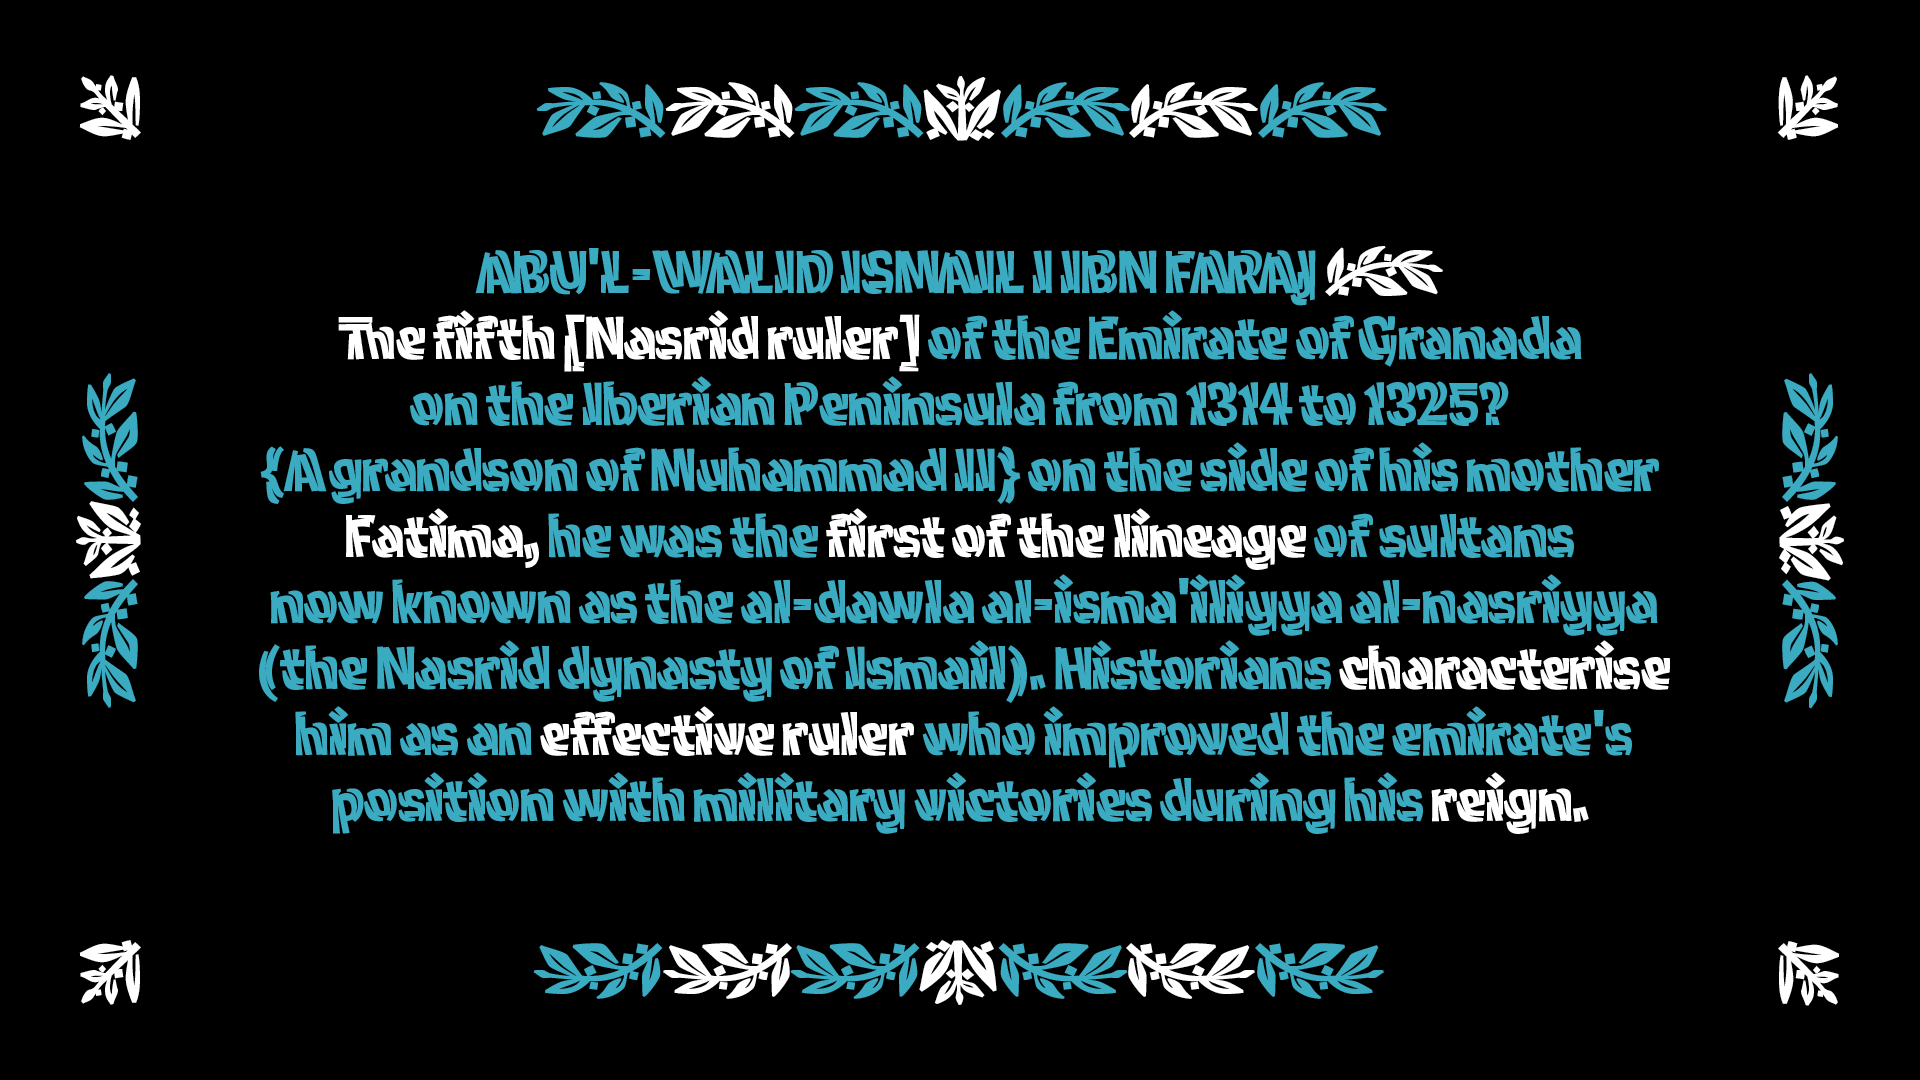 ABU'L-WALID ISMAIL I IBN FARAJ
The fifth [Nasrid ruler] of the Emirate of Granada
on the Iberian Peninsula from 1314 to 1325?
{A grandson of Muhammad II} on the side of his mother
Fatima, he was the first of the lineage of sultans
now known as the al-dawla al-isma'iliyya al-nasriyya
(the Nasrid dynasty of Ismail). Historians characterise
him as an effective ruler who improved the emirate's
position with military victories during his reign.